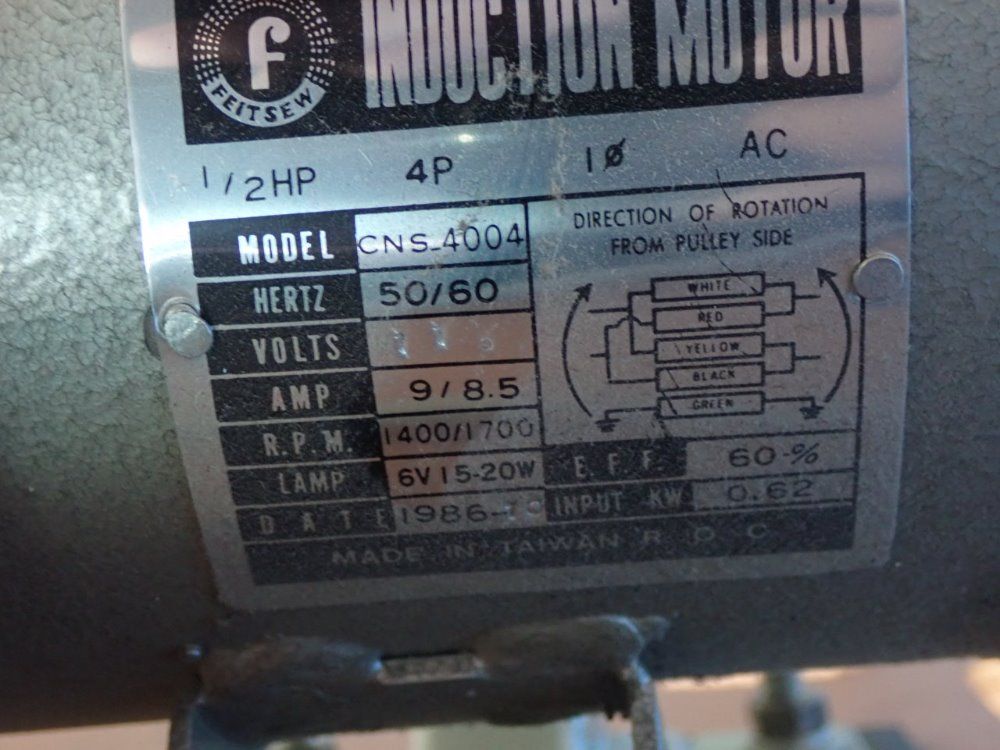 f
FEITSEW
INDUCTION MOTOR
1/2HP 4P 1Ø AC
MODEL CNS-4004
HERTZ 50/60
VOLTS 11
AMP 9/8.5
R.P.M. 1400/1700
LAMP 6V 15-20W
DATE 1986-
DIRECTION OF ROTATION
FROM PULLEY SIDE
WHITE
RED
YELLOW
BLACK
GREEN
E.F.F. 60-%
INPUT KW 0.62
MADE IN TAIWAN R O C